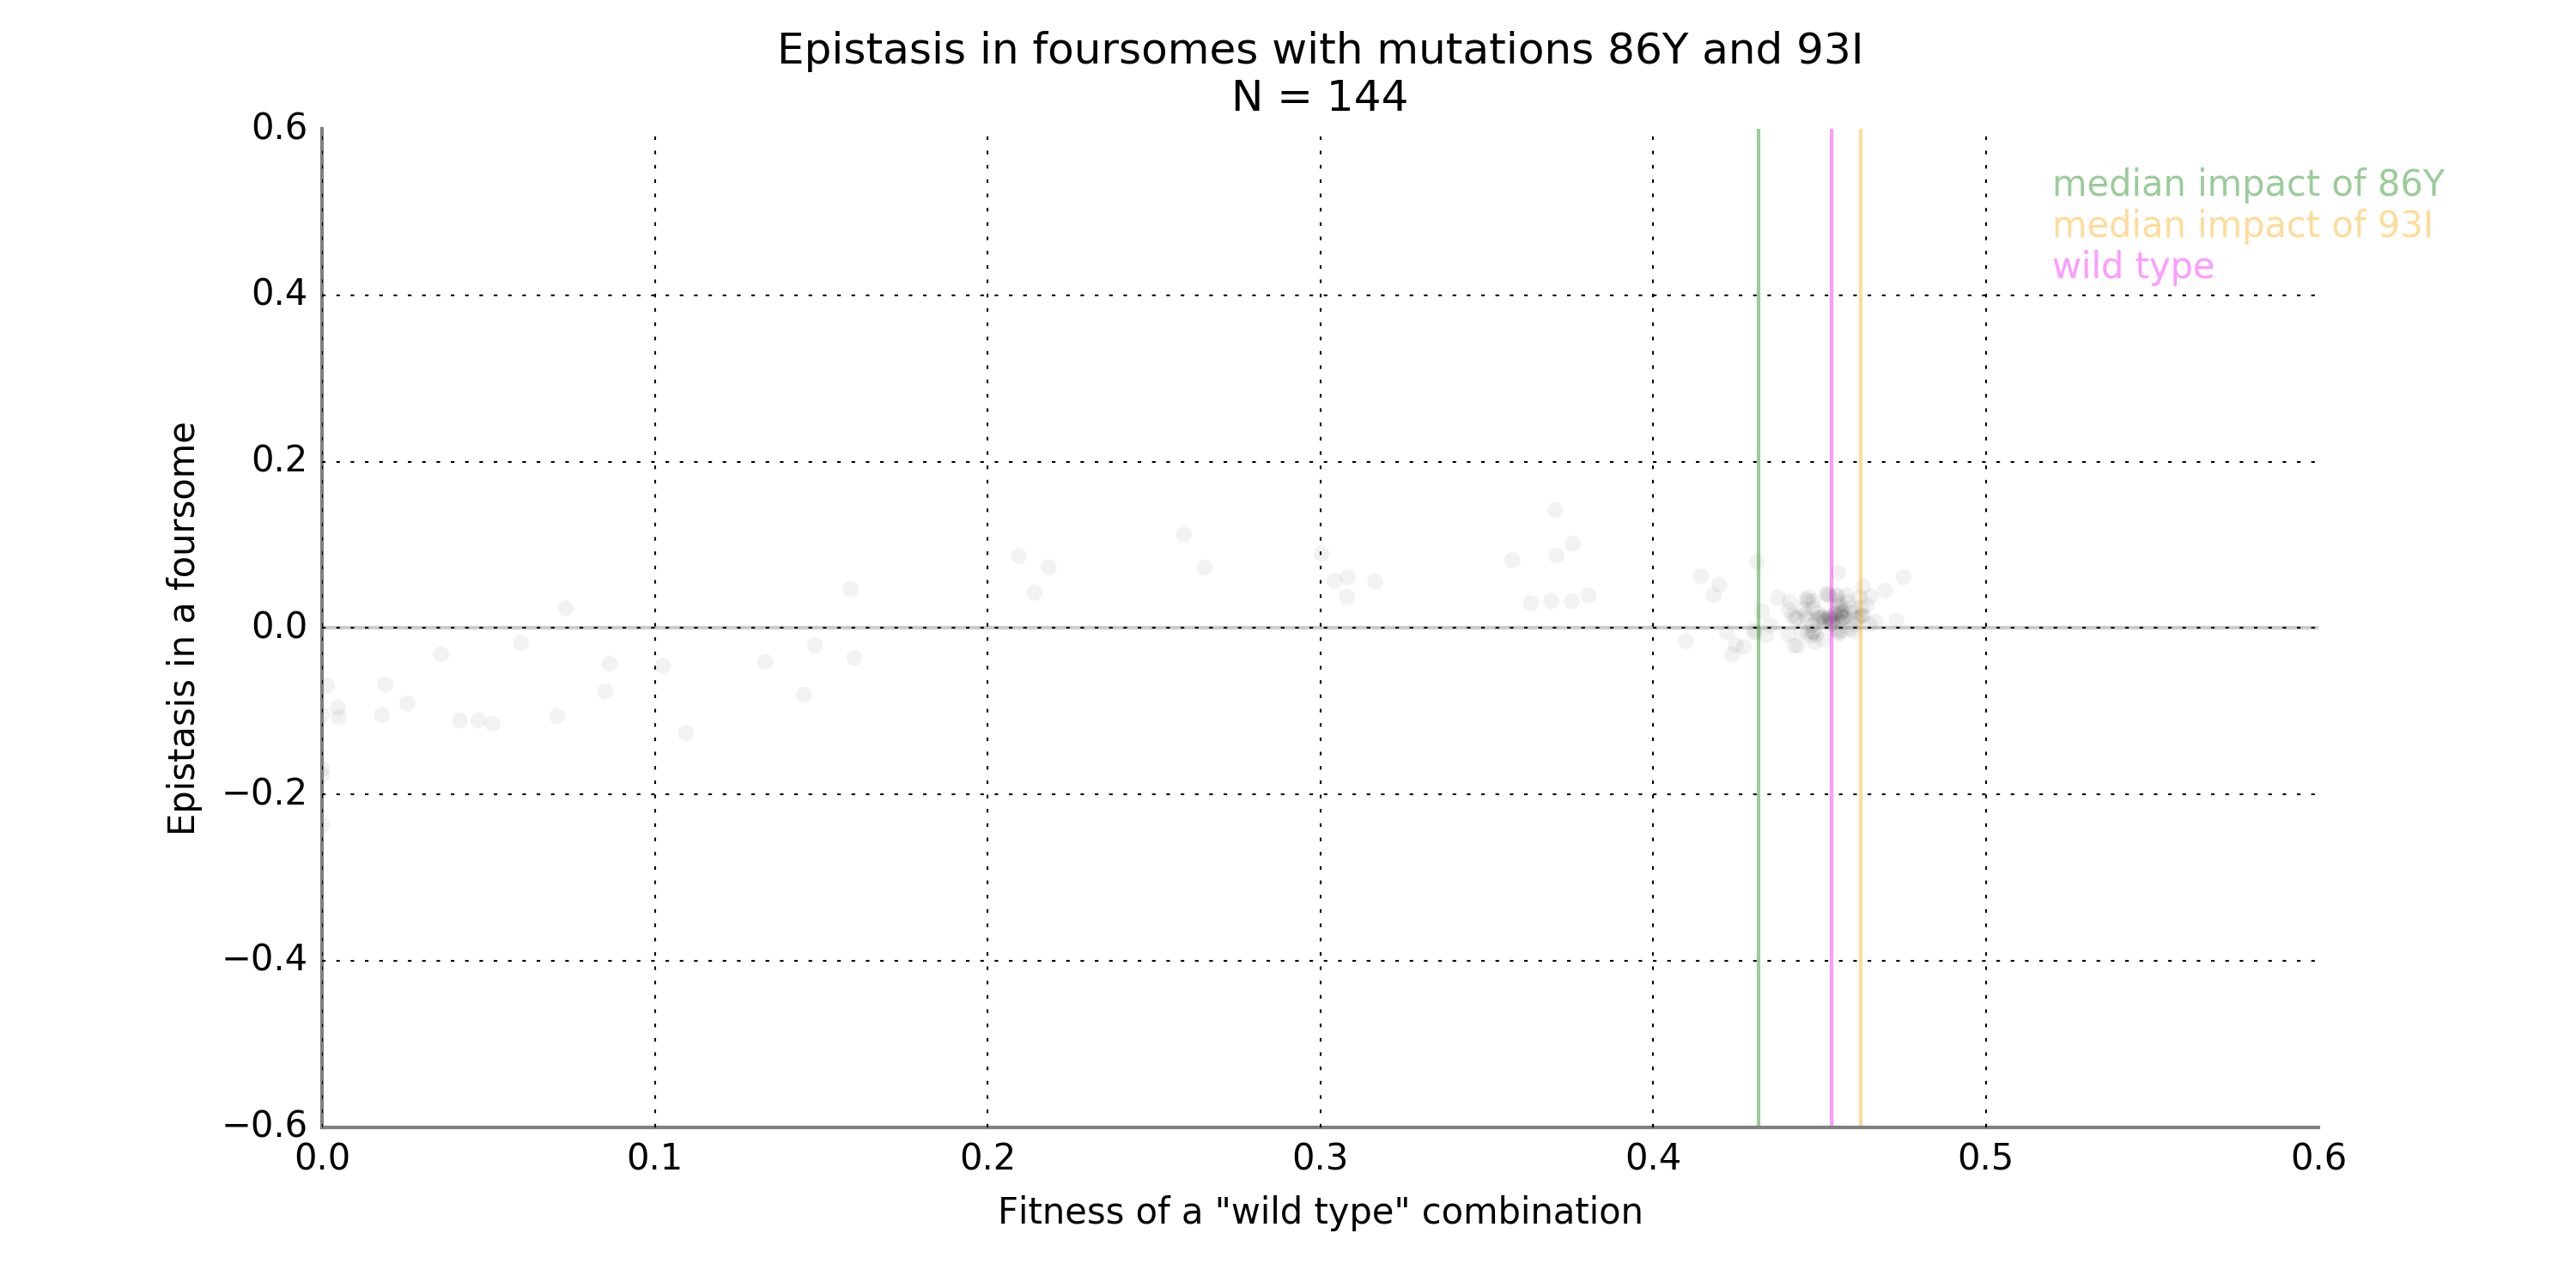 Epistasis in foursomes with mutations 86Y and 93I
N = 144
0.6
0.4
0.2
0.0
−0.2
−0.4
−0.6
Epistasis in a foursome
median impact of 86Y
median impact of 93I
wild type
0.0 0.1 0.2 0.3 0.4 0.5 0.6
Fitness of a "wild type" combination